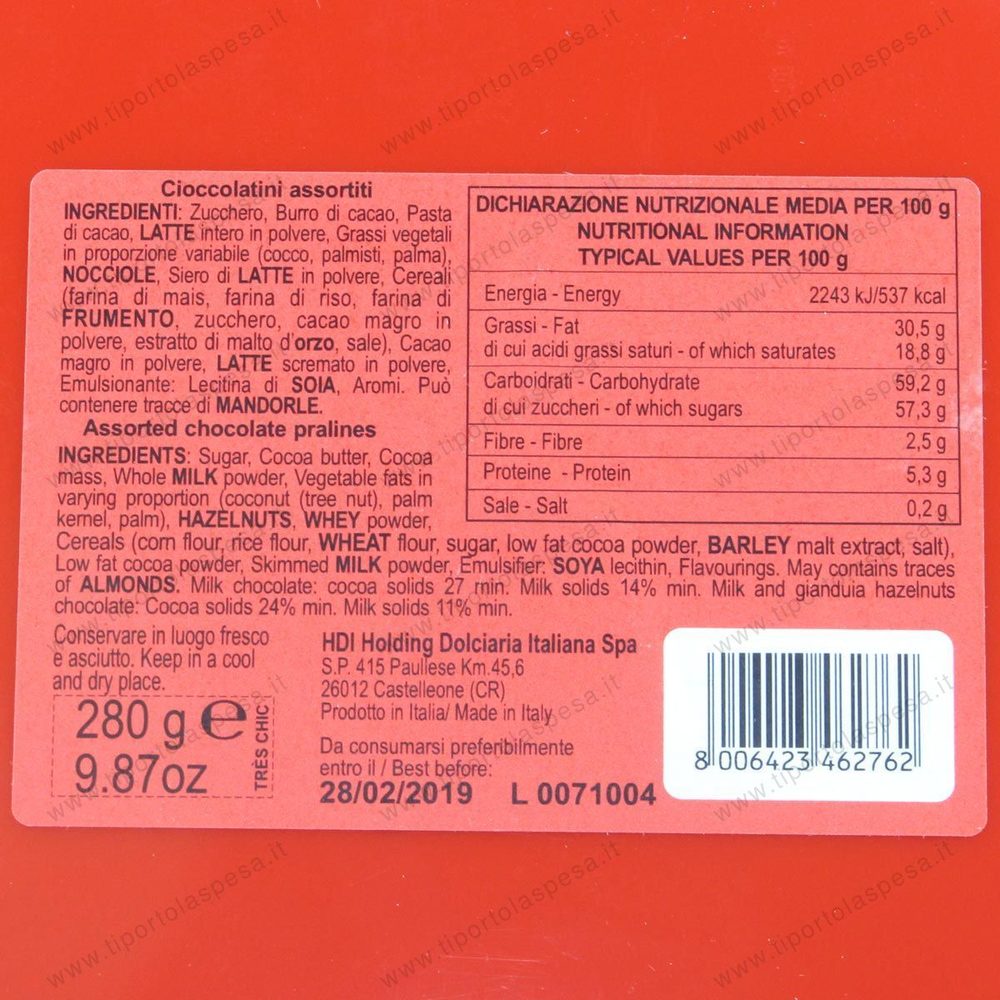 Cioccolatini assortiti
INGREDIENTI: Zucchero, Burro di cacao, Pasta
di cacao, LATTE intero in polvere, Grassi vegetali
in proporzione variabile (cocco, palmisti, palma),
NOCCIOLE, Siero di LATTE in polvere, Cereali
(farina di mais, farina di riso, farina di
FRUMENTO, zucchero, cacao magro in
polvere, estratto di malto d'orzo, sale), Cacao
magro in polvere, LATTE scremato in polvere,
Emulsionante: Lecitina di SOIA, Aromi. Può
contenere tracce di MANDORLE.
Assorted chocolate pralines
INGREDIENTS: Sugar, Cocoa butter, Cocoa
mass, Whole MILK powder, Vegetable fats in
varying proportion (coconut (tree nut), palm
kernel, palm), HAZELNUTS, WHEY powder,
Cereals (corn flour, rice flour, WHEAT flour, sugar, low fat cocoa powder, BARLEY malt extract, salt),
Low fat cocoa powder, Skimmed MILK powder, Emulsifier: SOYA lecithin, Flavourings. May contains traces
of ALMONDS. Milk chocolate: cocoa solids 27 min. Milk solids 14% min. Milk and gianduia hazelnuts
chocolate: Cocoa solids 24% min. Milk solids 11% min.
DICHIARAZIONE NUTRIZIONALE MEDIA PER 100 g
NUTRITIONAL INFORMATION
TYPICAL VALUES PER 100 g
Energia - Energy 2243 kJ/537 kcal
Grassi - Fat 30,5 g
di cui acidi grassi saturi - of which saturates 18,8 g
Carboidrati - Carbohydrate 59,2 g
di cui zuccheri - of which sugars 57,3 g
Fibre - Fibre 2,5 g
Proteine - Protein 5,3 g
Sale - Salt 0,2 g
Conservare in luogo fresco
e asciutto. Keep in a cool
and dry place.
280 g e
9.87oz
TRÈS CHIC
HDI Holding Dolciaria Italiana Spa
S.P. 415 Paullese Km.45,6
26012 Castelleone (CR)
Prodotto in Italia/ Made in Italy
Da consumarsi preferibilmente
entro il / Best before:
28/02/2019 L 0071004
8 006423 462762
www.tiportolaspesa.it